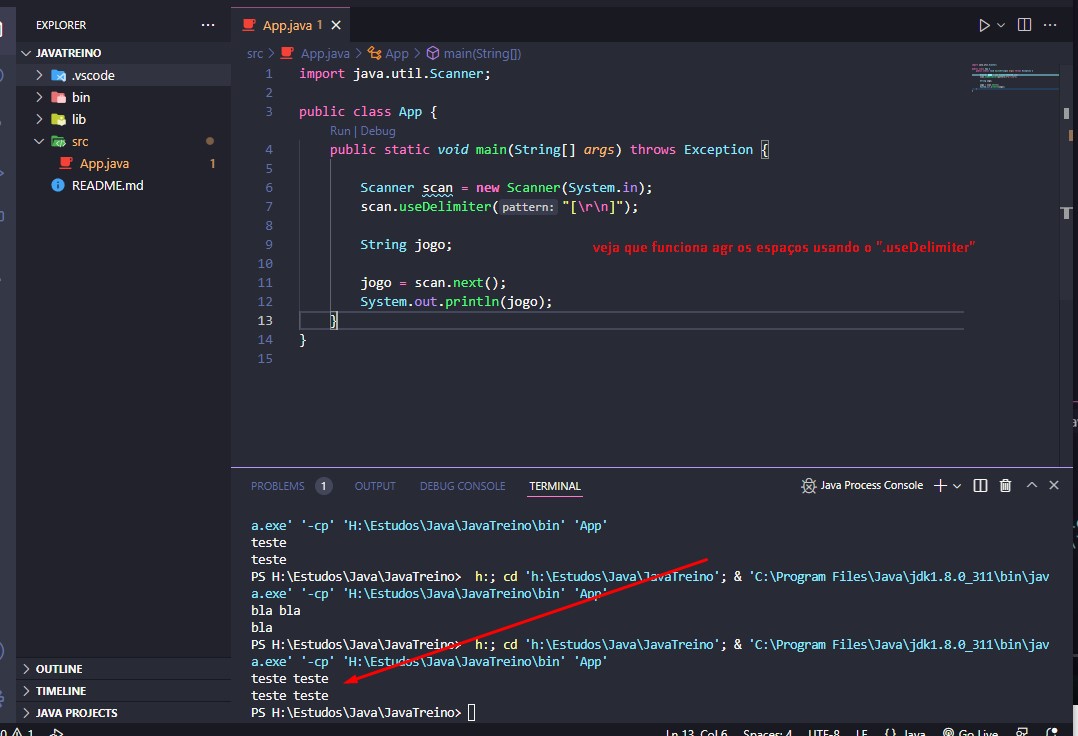 EXPLORER
App.java 1
JAVATREINO
.vscode
bin
lib
src
App.java 1
README.md
src > App.java > App > main(String[])
1 import java.util.Scanner;
2
3 public class App {
Run | Debug
4 public static void main(String[] args) throws Exception {
5
6 Scanner scan = new Scanner(System.in);
7 scan.useDelimiter(pattern: "[\r\n]");
8
9 String jogo;
veja que funciona agr os espaços usando o ".useDelimiter"
10
11 jogo = scan.next();
12 System.out.println(jogo);
13 }
14 }
15
PROBLEMS 1 OUTPUT DEBUG CONSOLE TERMINAL
Java Process Console
a.exe' '-cp' 'H:\Estudos\Java\JavaTreino\bin' 'App'
teste
teste
PS H:\Estudos\Java\JavaTreino> h:; cd 'h:\Estudos\Java\JavaTreino'; & 'C:\Program Files\Java\jdk1.8.0_311\bin\jav
a.exe' '-cp' 'H:\Estudos\Java\JavaTreino\bin' 'App'
bla bla
bla
PS H:\Estudos\Java\JavaTreino> h:; cd 'h:\Estudos\Java\JavaTreino'; & 'C:\Program Files\Java\jdk1.8.0_311\bin\jav
a.exe' '-cp' 'H:\Estudos\Java\JavaTreino\bin' 'App'
teste teste
teste teste
PS H:\Estudos\Java\JavaTreino>
OUTLINE
TIMELINE
JAVA PROJECTS
0 1
Ln 13, Col 6 Spaces: 4 UTF-8 LF {} Java Go Live